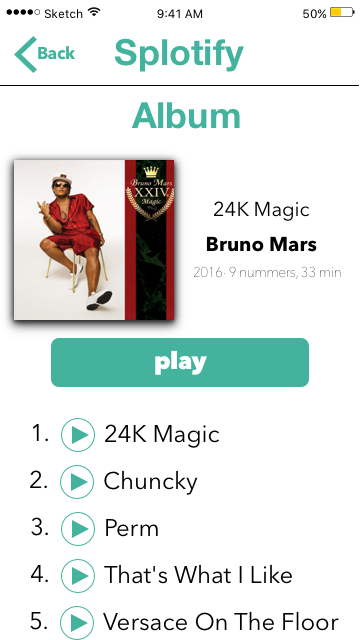 Sketch 9:41 AM 50%
Back Splotify
Album
Bruno Mars
XXIV
Magic
24K Magic
Bruno Mars
2016· 9 nummers, 33 min
play
1. 24K Magic
2. Chuncky
3. Perm
4. That's What I Like
5. Versace On The Floor